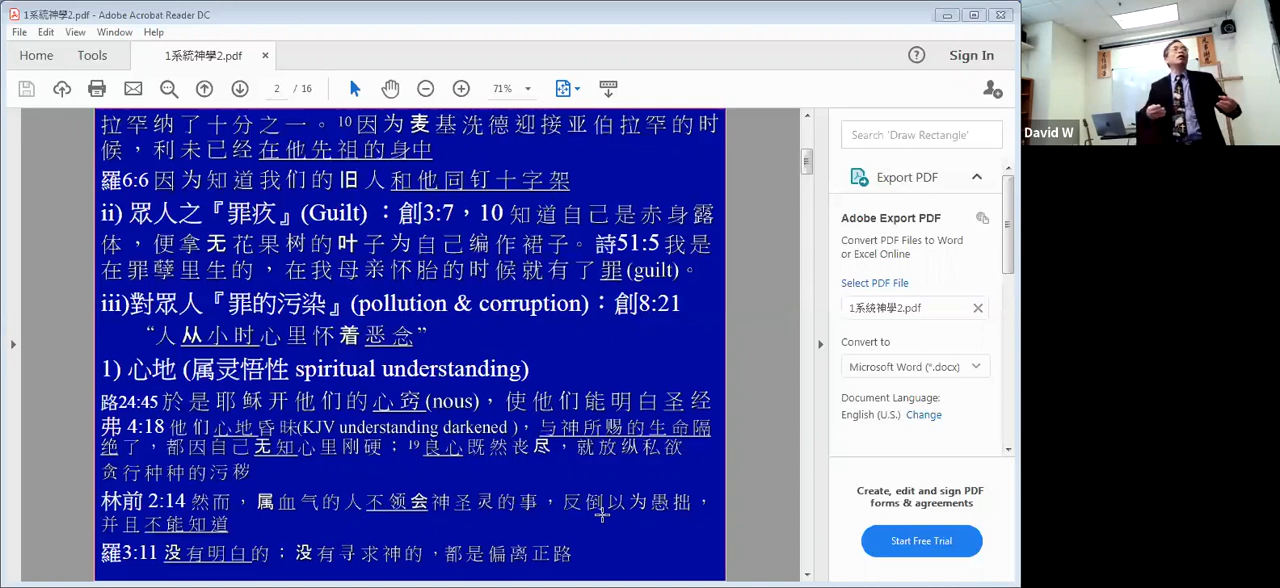 1系統神學2.pdf - Adobe Acrobat Reader DC
File Edit View Window Help
Home Tools 1系統神學2.pdf × Sign In
2 / 16 71%
拉罕纳了十分之一。10因为麦基洗德迎接亚伯拉罕的时
候，利未已经在他先祖的身中
羅6:6因为知道我们的旧人和他同钉十字架
ii) 眾人之『罪疚』(Guilt) ：創3:7，10 知道自己是赤身露
体，便拿无花果树的叶子为自己编作裙子。詩51:5我是
在罪孽里生的，在我母亲怀胎的时候就有了罪(guilt)。
iii)對眾人『罪的污染』(pollution & corruption)：創8:21
“人从小时心里怀着恶念”
1) 心地 (属灵悟性 spiritual understanding)
路24:45於是耶稣开他们的心窍(nous)，使他们能明白圣经
弗 4:18 他们心地昏昧(KJV understanding darkened )，与神所赐的生命隔
绝了，都因自己无知心里刚硬；19良心既然丧尽，就放纵私欲
贪行种种的污秽
林前 2:14 然而，属血气的人不领会神圣灵的事，反倒以为愚拙，
并且不能知道
羅3:11 没有明白的；没有寻求神的，都是偏离正路
Search 'Draw Rectangle'
Export PDF
Adobe Export PDF
Convert PDF Files to Word
or Excel Online
Select PDF File
1系統神學2.pdf ×
Convert to
Microsoft Word (*.docx)
Document Language:
English (U.S.) Change
Create, edit and sign PDF
forms & agreements
Start Free Trial
David W